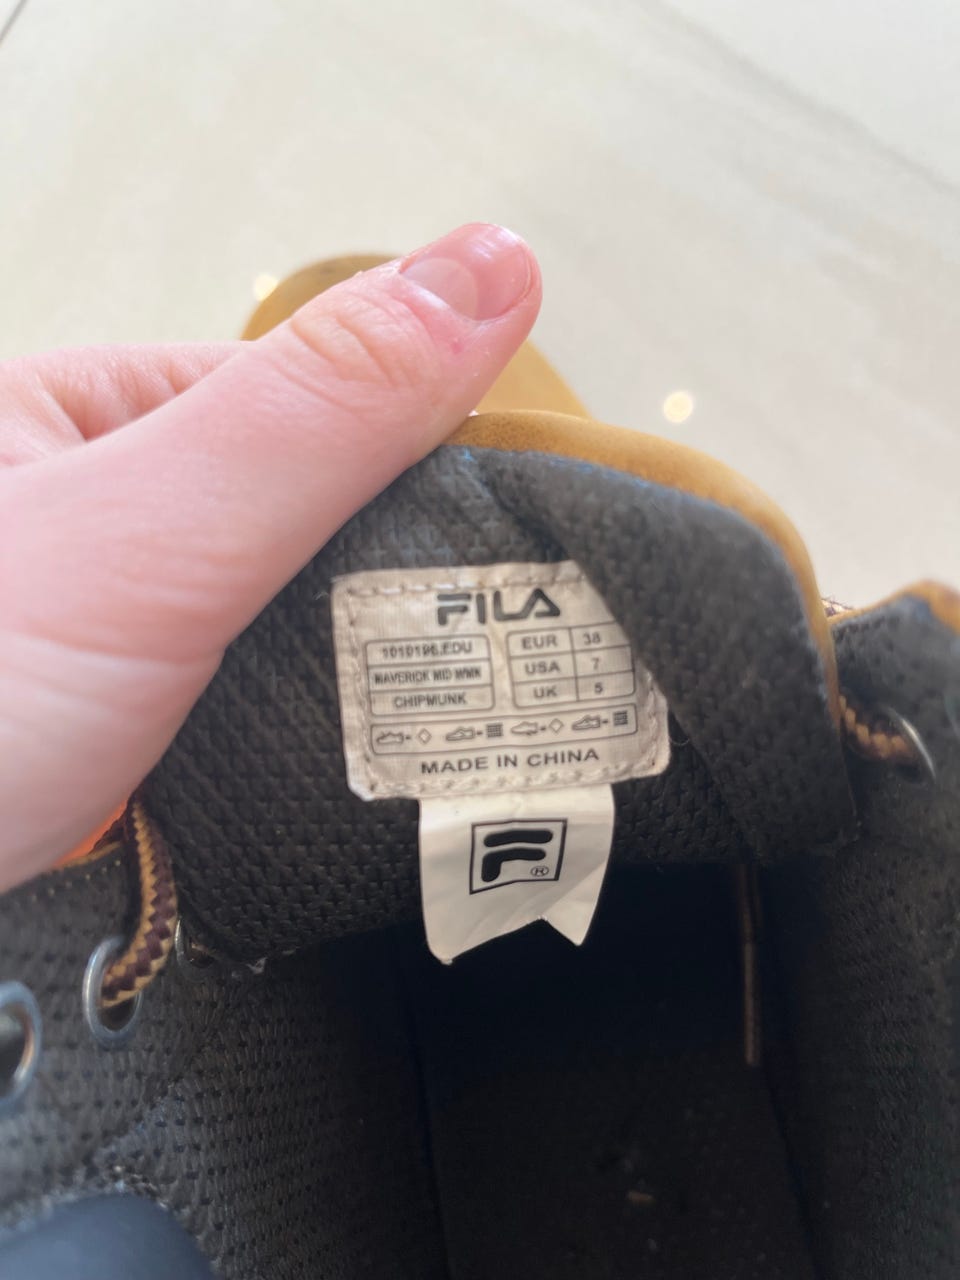 FILA
1010196.EDU
MAVERICK MID WMN
CHIPMUNK
EUR 38
USA 7
UK 5
MADE IN CHINA
F®